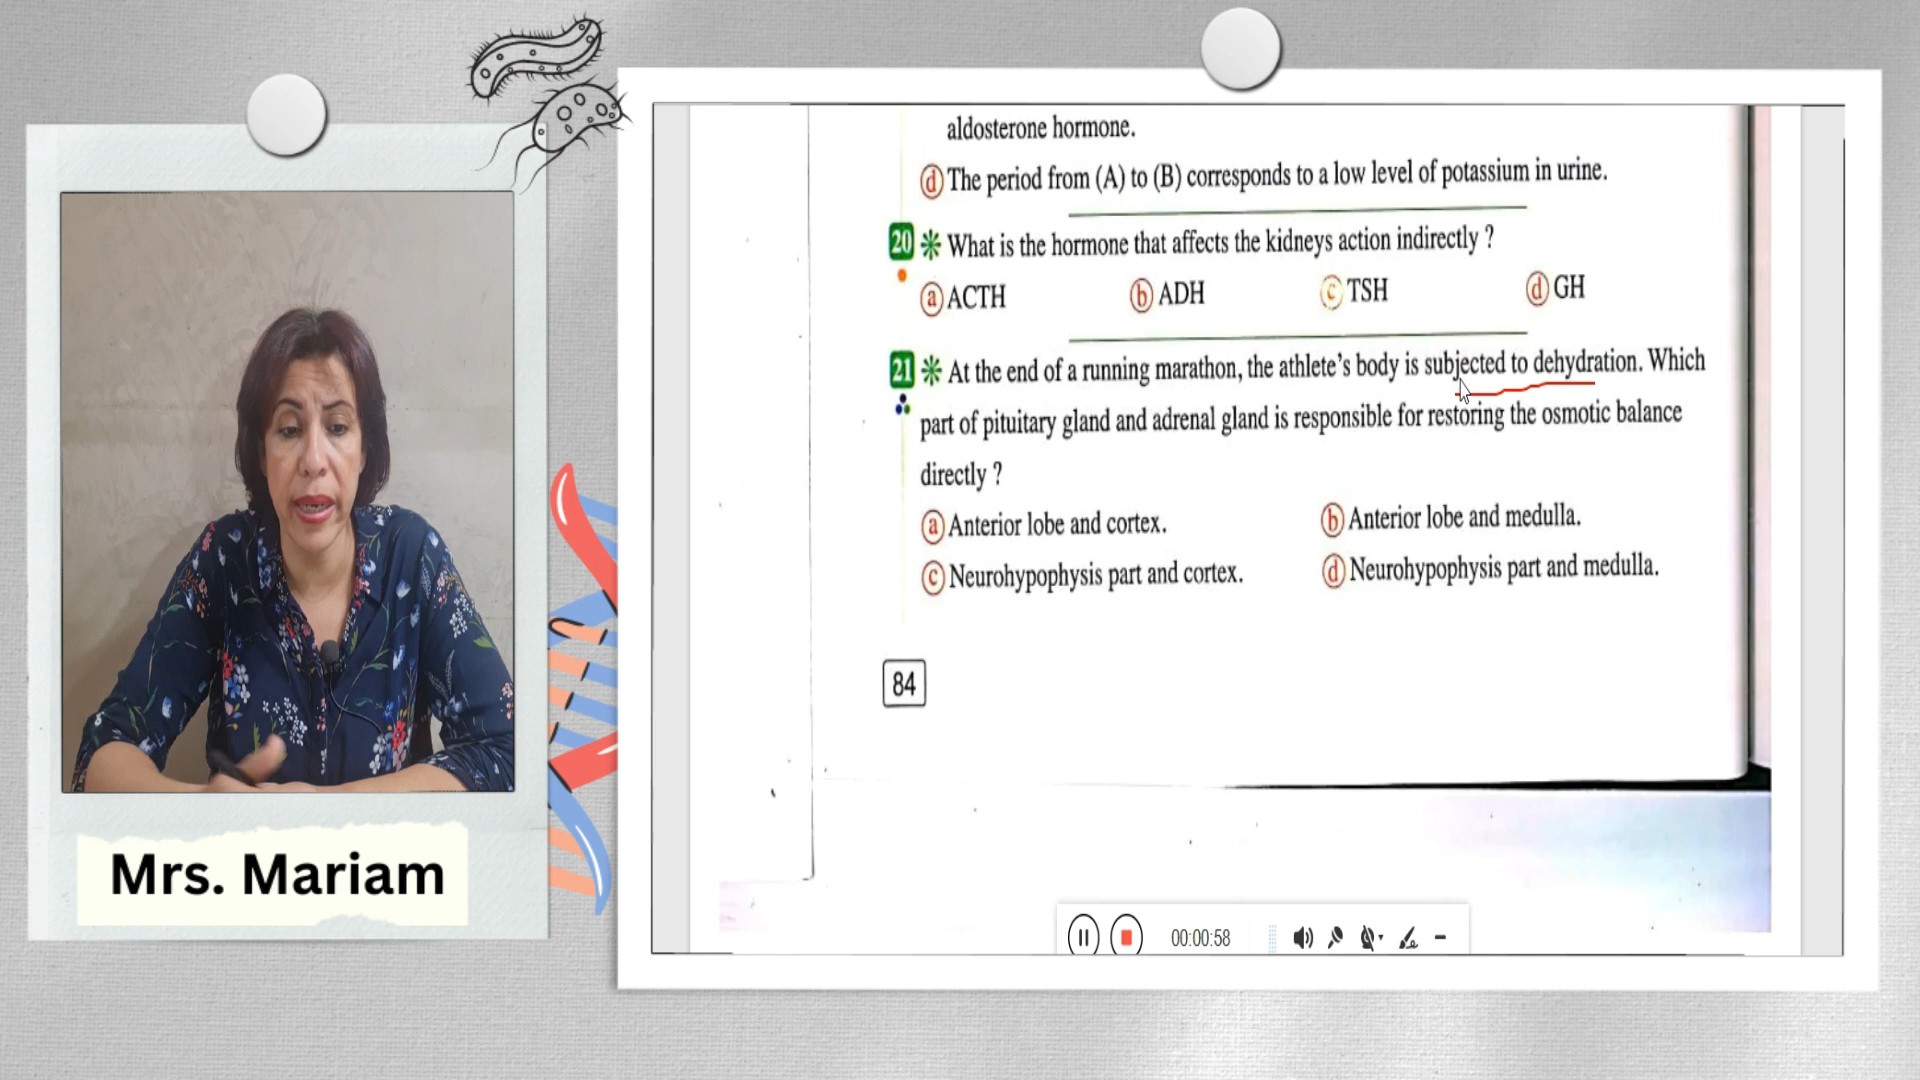 aldosterone hormone.
d The period from (A) to (B) corresponds to a low level of potassium in urine.
20 * What is the hormone that affects the kidneys action indirectly ?
a ACTH b ADH c TSH d GH
21 * At the end of a running marathon, the athlete's body is subjected to dehydration. Which
part of pituitary gland and adrenal gland is responsible for restoring the osmotic balance
directly ?
a Anterior lobe and cortex. b Anterior lobe and medulla.
c Neurohypophysis part and cortex. d Neurohypophysis part and medulla.
84
Mrs. Mariam
00:00:58